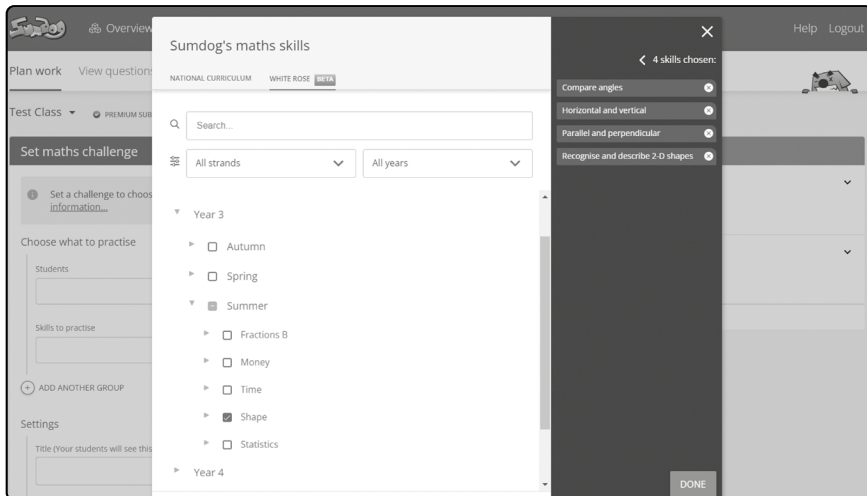 Sumdog
Overview
Help Logout
Plan work View questions
Test Class PREMIUM SUB
Set maths challenge
Set a challenge to choos
information...
Choose what to practise
Students
Skills to practise
ADD ANOTHER GROUP
Settings
Title (Your students will see this
Sumdog's maths skills
NATIONAL CURRICULUM WHITE ROSE BETA
Search...
All strands All years
Year 3
Autumn
Spring
Summer
Fractions B
Money
Time
Shape
Statistics
Year 4
4 skills chosen:
Compare angles
Horizontal and vertical
Parallel and perpendicular
Recognise and describe 2-D shapes
DONE